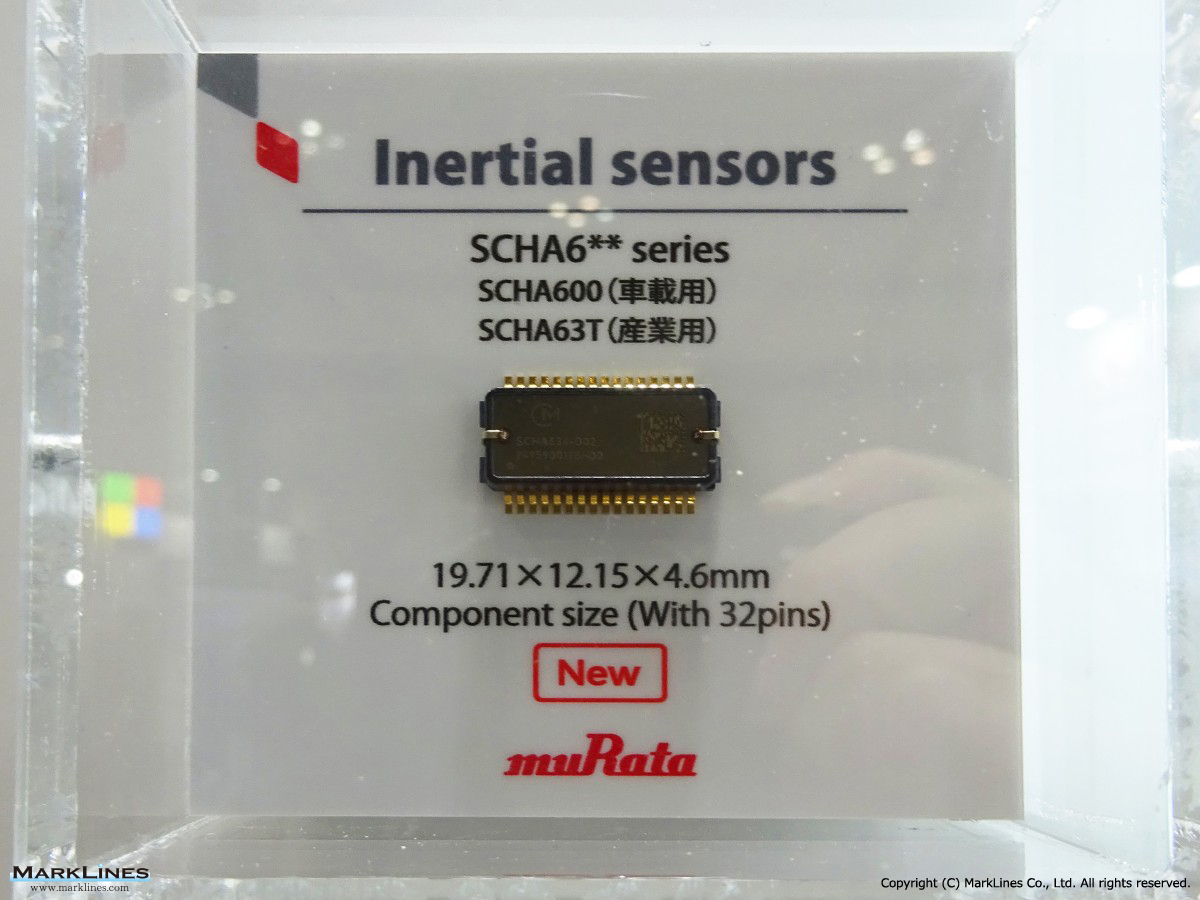 Inertial sensors
SCHA6** series
SCHA600（車載用）
SCHA63T（産業用）
19.71×12.15×4.6mm
Component size (With 32pins)
New
muRata
MARKLINES
www.marklines.com
Copyright (C) MarkLines Co., Ltd. All rights reserved.